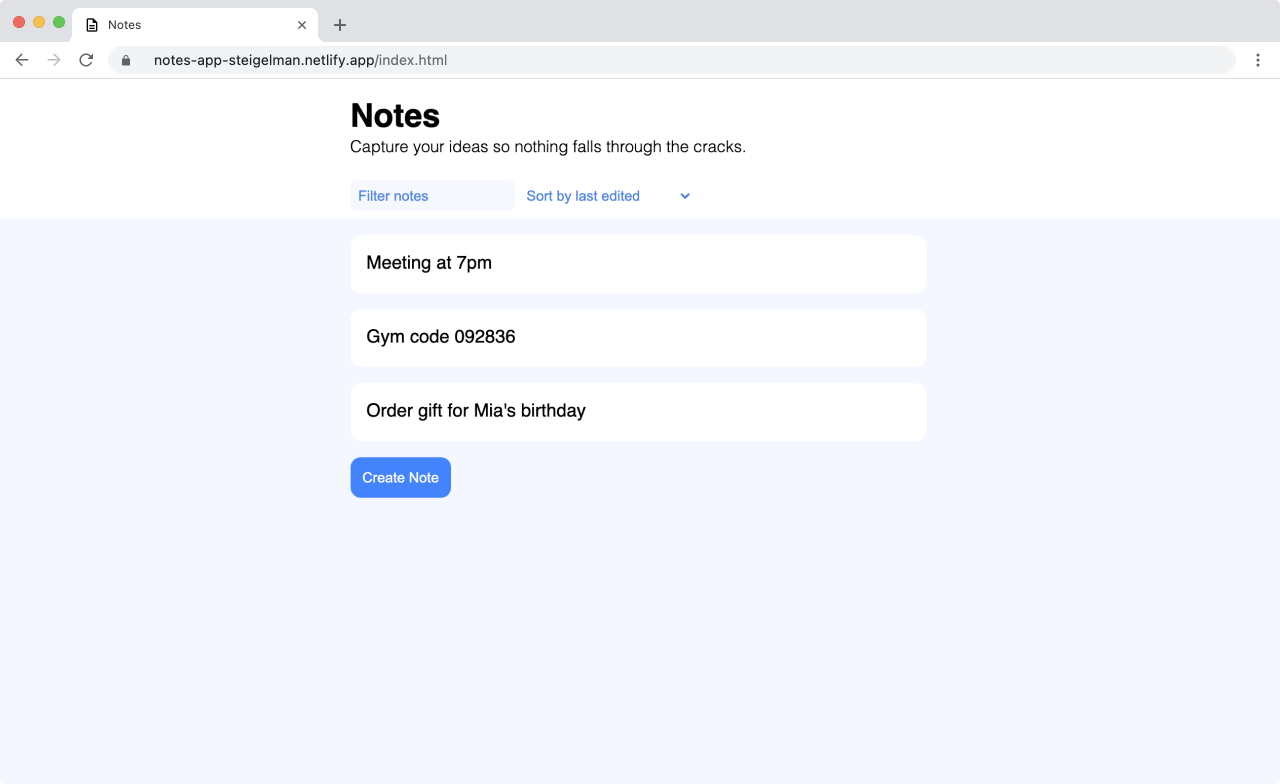 Notes
notes-app-steigelman.netlify.app/index.html
Notes
Capture your ideas so nothing falls through the cracks.
Filter notes
Sort by last edited
Meeting at 7pm
Gym code 092836
Order gift for Mia's birthday
Create Note